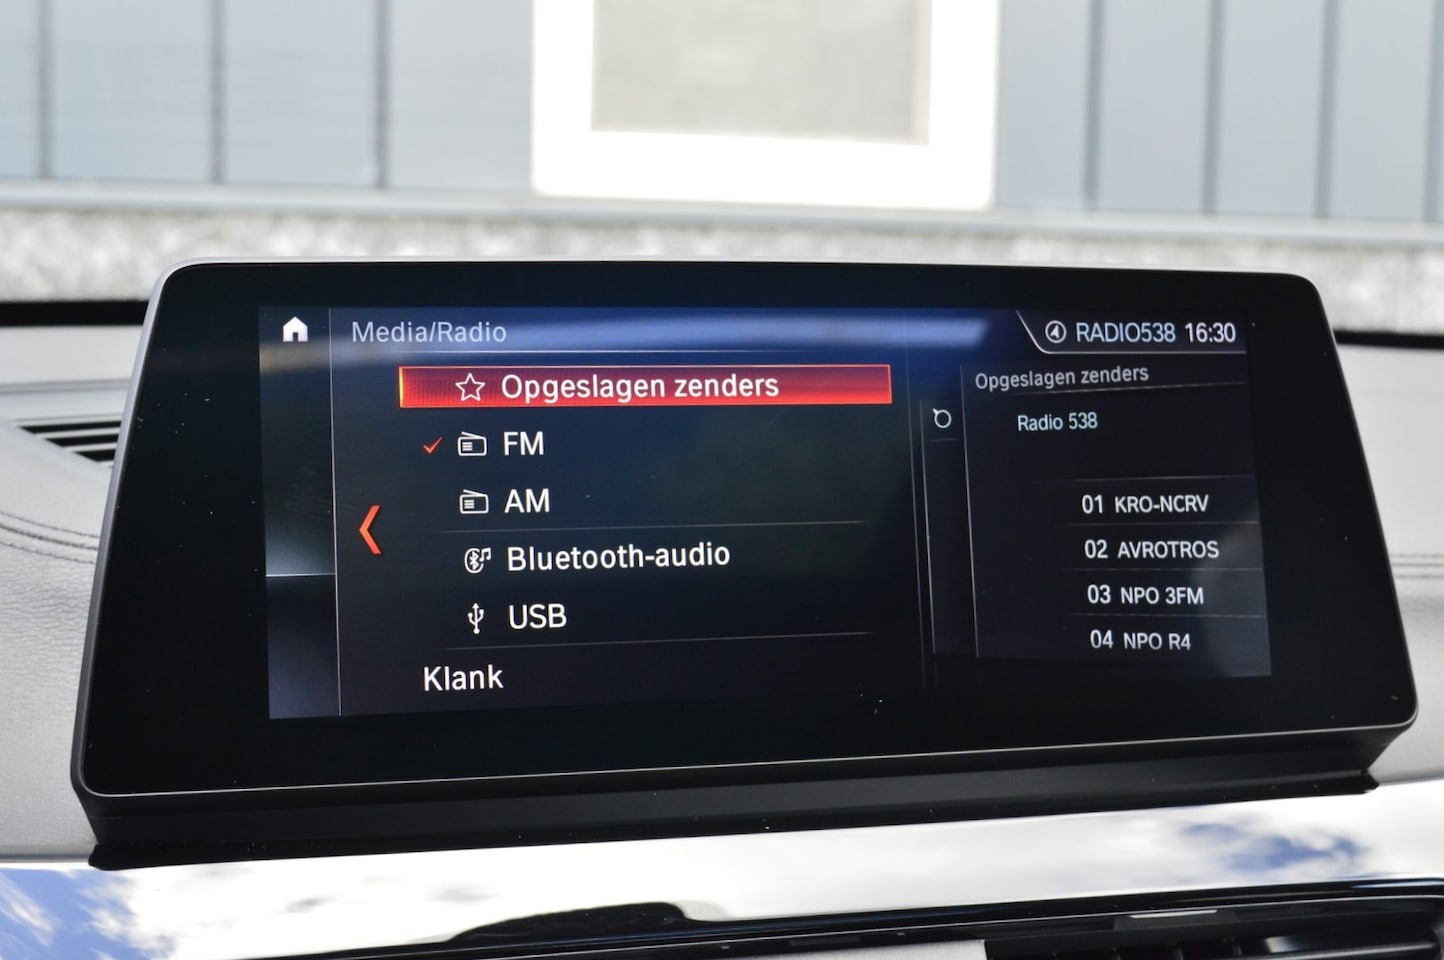 Media/Radio
RADIO538 16:30
Opgeslagen zenders
FM
AM
Bluetooth-audio
USB
Klank
Opgeslagen zenders
Radio 538
01 KRO-NCRV
02 AVROTROS
03 NPO 3FM
04 NPO R4